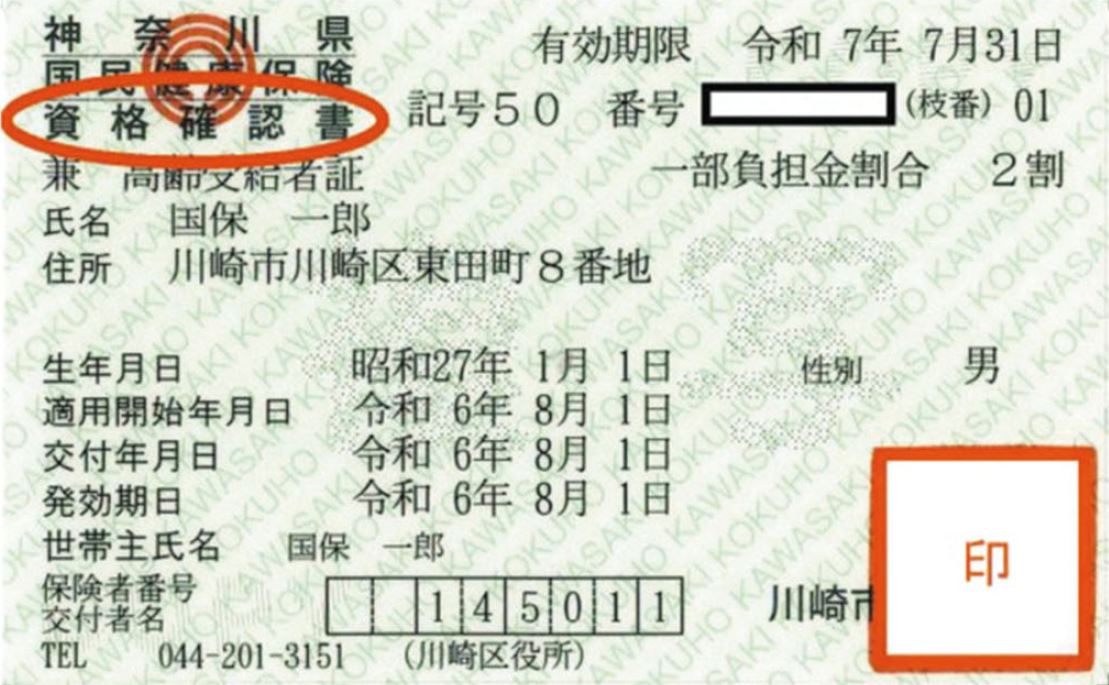 神奈川県
国民健康保険
資格確認書
兼 高齢受給者証
有効期限 令和 7年 7月31日
記号50 番号 (枝番) 01
一部負担金割合 2割
氏名 国保 一郎
住所 川崎市川崎区東田町8番地
生年月日 昭和27年 1月 1日 性別 男
適用開始年月日 令和 6年 8月 1日
交付年月日 令和 6年 8月 1日
発効期日 令和 6年 8月 1日
世帯主氏名 国保 一郎
保険者番号 145011
交付者名 川崎市
印
TEL 044-201-3151 (川崎区役所)
KAWASAKI KOKUHO